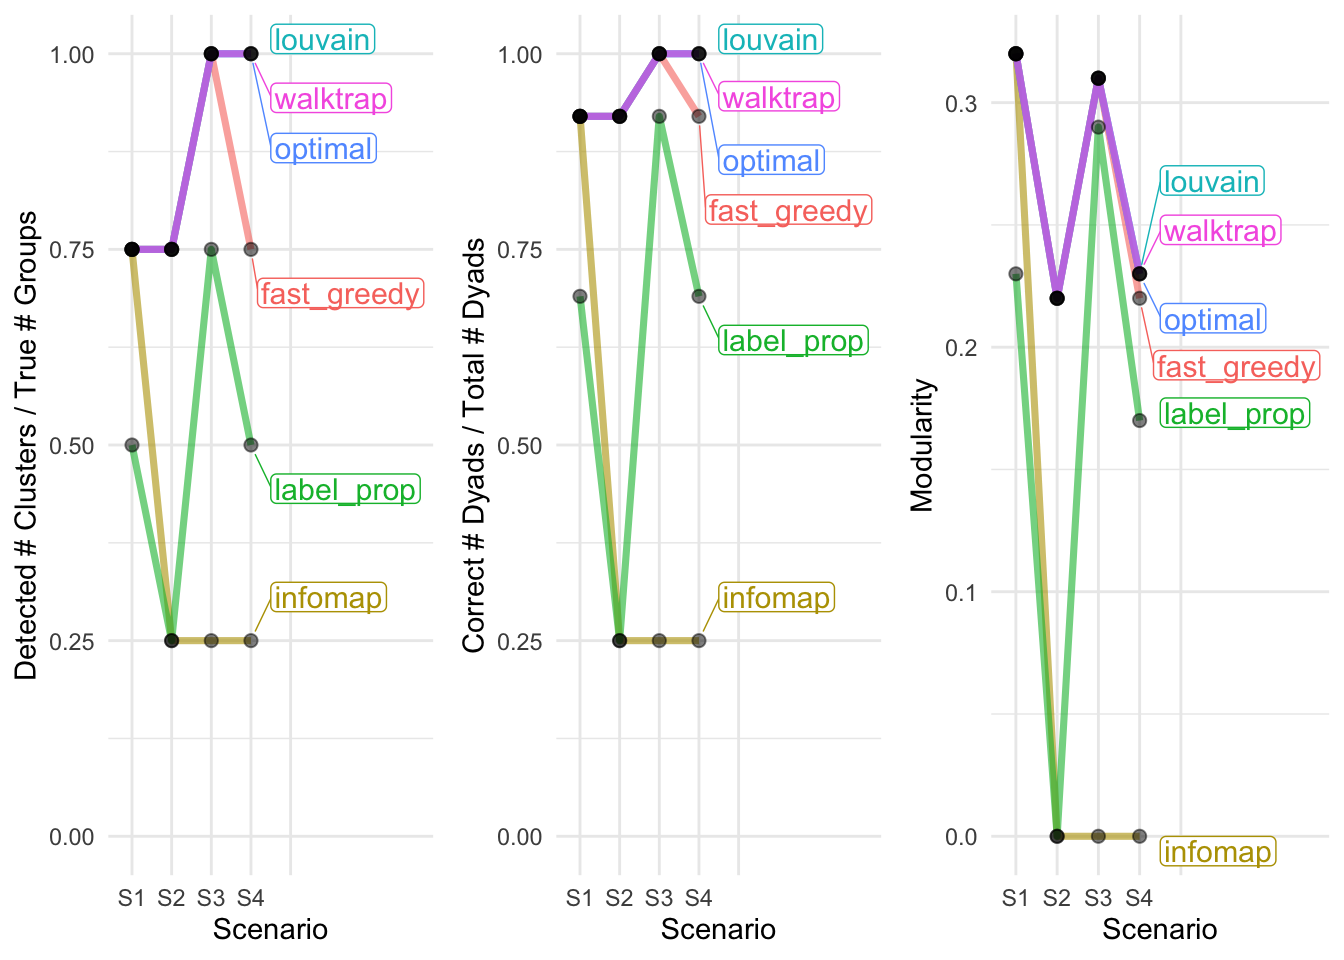 Detected # Clusters / True # Groups
1.00
0.75
0.50
0.25
0.00
louvain
walktrap
optimal
fast_greedy
label_prop
infomap
S1 S2 S3 S4
Scenario
Correct # Dyads / Total # Dyads
1.00
0.75
0.50
0.25
0.00
louvain
walktrap
optimal
fast_greedy
label_prop
infomap
S1 S2 S3 S4
Scenario
Modularity
0.3
0.2
0.1
0.0
louvain
walktrap
optimal
fast_greedy
label_prop
infomap
S1 S2 S3 S4
Scenario